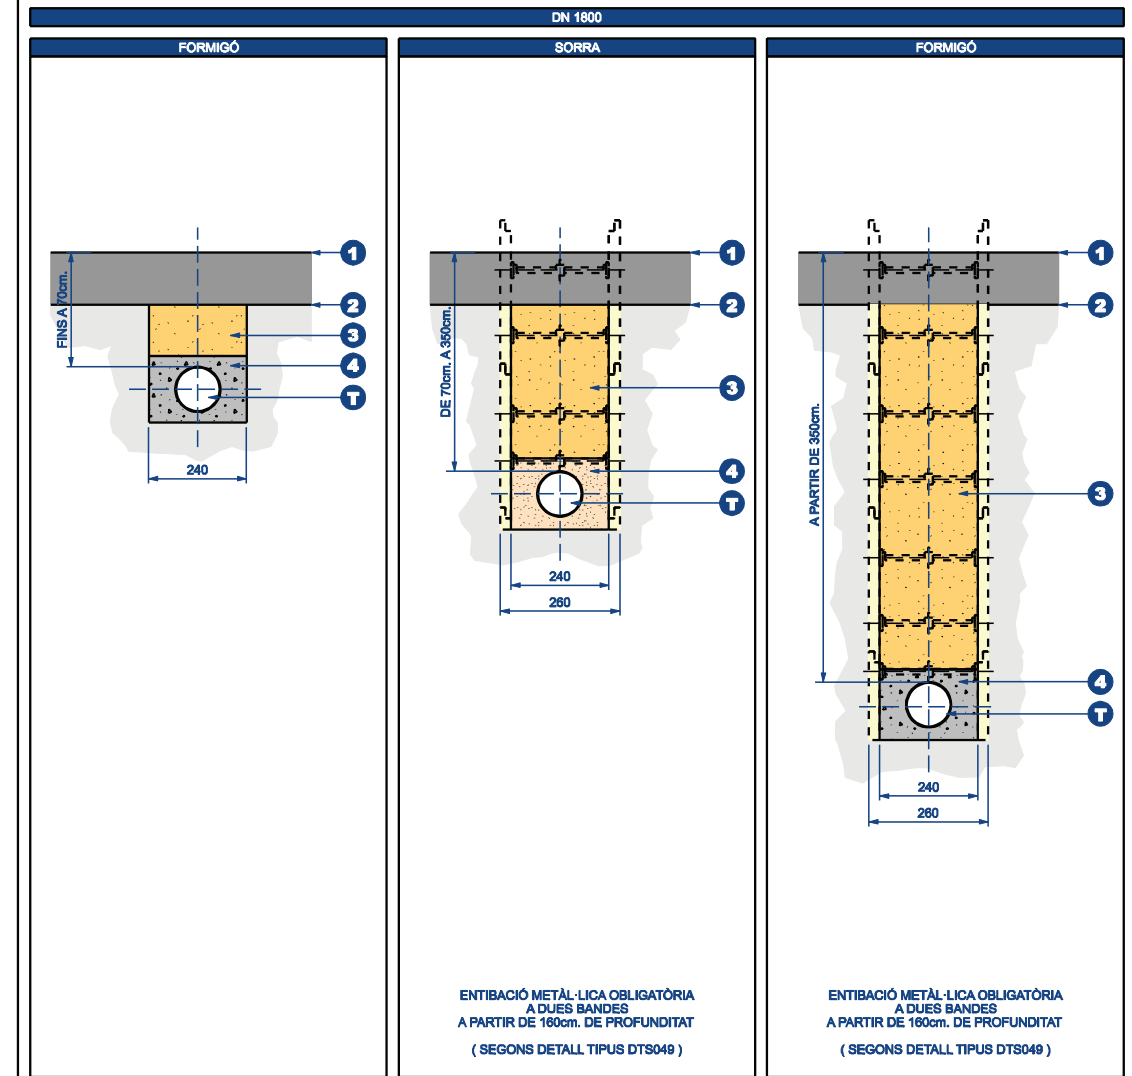 DN 1800
FORMIGÓ
FINS A 70cm.
1
2
3
4
T
240
SORRA
DE 70cm. A 350cm.
1
2
3
4
T
240
260
ENTIBACIÓ METÀL·LICA OBLIGATÒRIA
A DUES BANDES
A PARTIR DE 160cm. DE PROFUNDITAT
( SEGONS DETALL TIPUS DTS049 )
FORMIGÓ
A PARTIR DE 350cm.
1
2
3
4
T
240
260
ENTIBACIÓ METÀL·LICA OBLIGATÒRIA
A DUES BANDES
A PARTIR DE 160cm. DE PROFUNDITAT
( SEGONS DETALL TIPUS DTS049 )